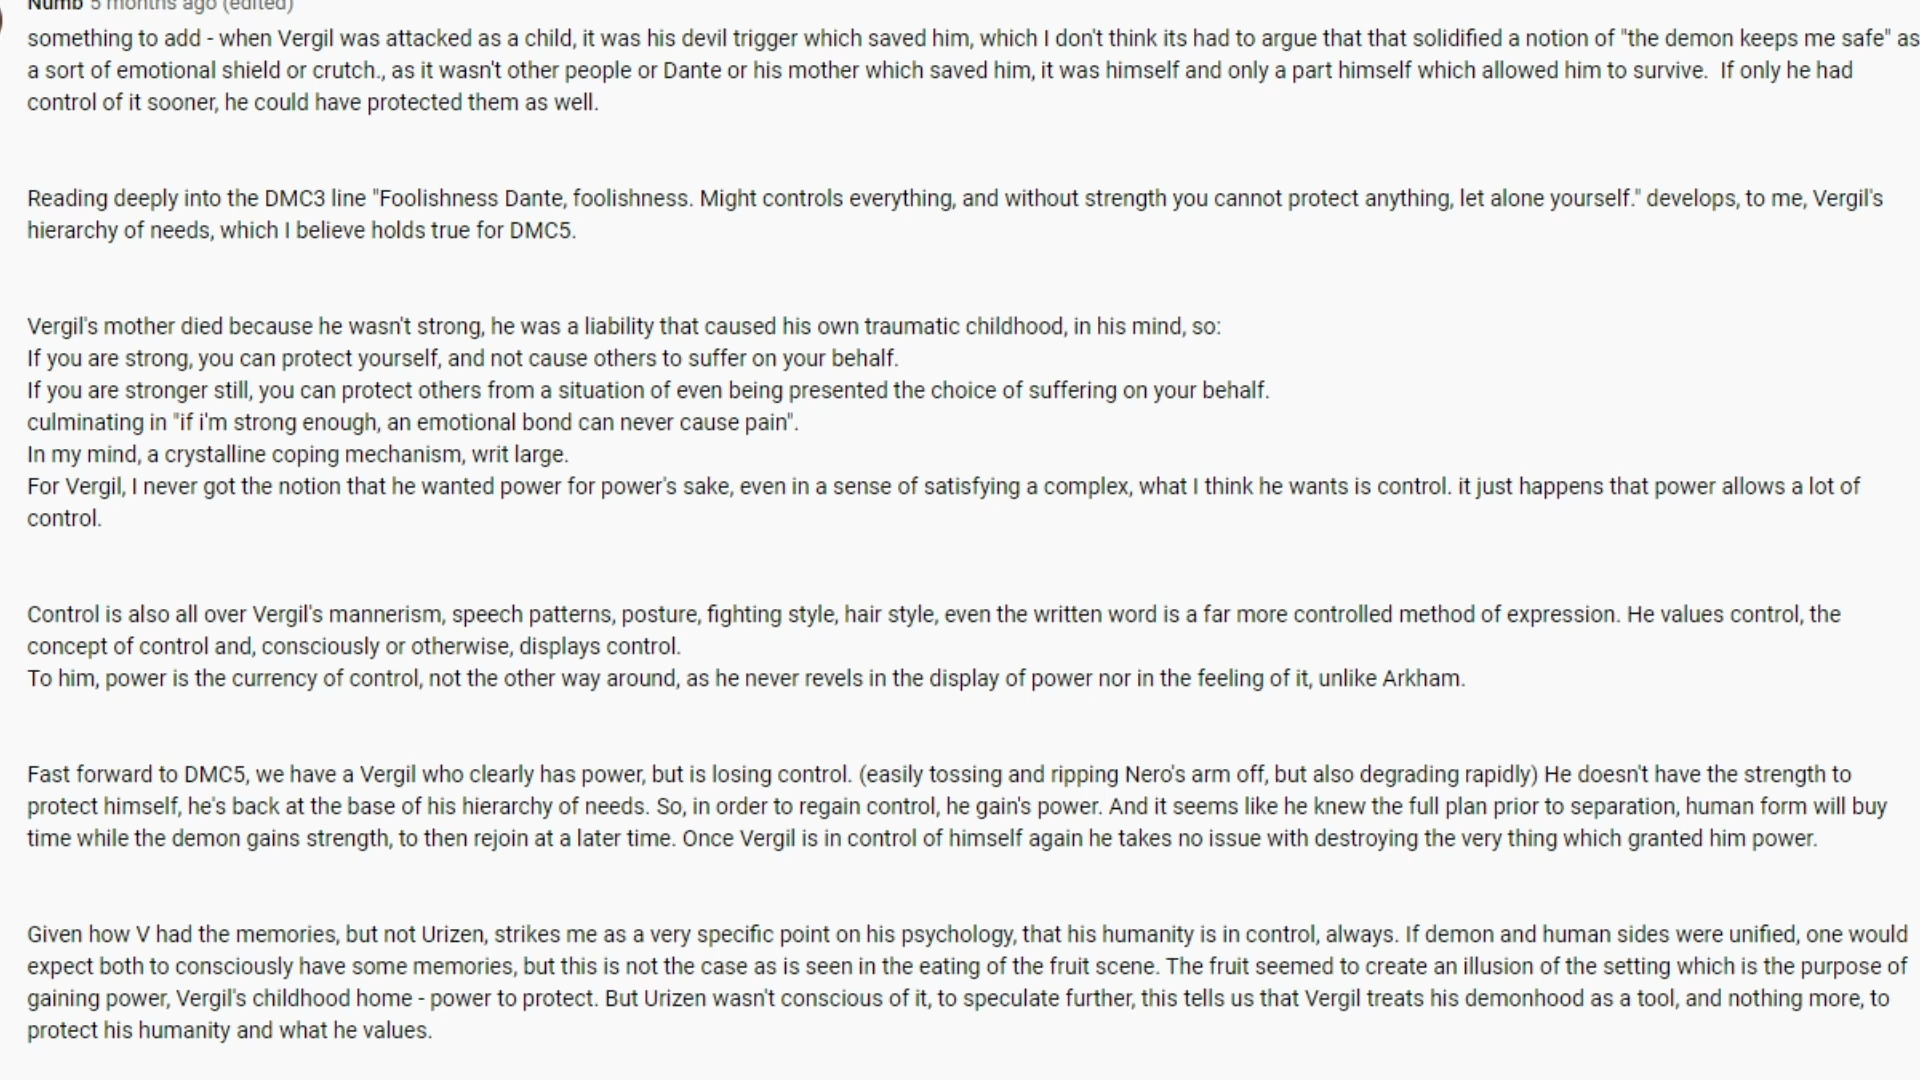 Numb 5 months ago (edited)
something to add - when Vergil was attacked as a child, it was his devil trigger which saved him, which I don't think its had to argue that that solidified a notion of "the demon keeps me safe" as
a sort of emotional shield or crutch., as it wasn't other people or Dante or his mother which saved him, it was himself and only a part himself which allowed him to survive.  If only he had
control of it sooner, he could have protected them as well.
Reading deeply into the DMC3 line "Foolishness Dante, foolishness. Might controls everything, and without strength you cannot protect anything, let alone yourself." develops, to me, Vergil's
hierarchy of needs, which I believe holds true for DMC5.
Vergil's mother died because he wasn't strong, he was a liability that caused his own traumatic childhood, in his mind, so:
If you are strong, you can protect yourself, and not cause others to suffer on your behalf.
If you are stronger still, you can protect others from a situation of even being presented the choice of suffering on your behalf.
culminating in "if i'm strong enough, an emotional bond can never cause pain".
In my mind, a crystalline coping mechanism, writ large.
For Vergil, I never got the notion that he wanted power for power's sake, even in a sense of satisfying a complex, what I think he wants is control. it just happens that power allows a lot of
control.
Control is also all over Vergil's mannerism, speech patterns, posture, fighting style, hair style, even the written word is a far more controlled method of expression. He values control, the
concept of control and, consciously or otherwise, displays control.
To him, power is the currency of control, not the other way around, as he never revels in the display of power nor in the feeling of it, unlike Arkham.
Fast forward to DMC5, we have a Vergil who clearly has power, but is losing control. (easily tossing and ripping Nero's arm off, but also degrading rapidly) He doesn't have the strength to
protect himself, he's back at the base of his hierarchy of needs. So, in order to regain control, he gain's power. And it seems like he knew the full plan prior to separation, human form will buy
time while the demon gains strength, to then rejoin at a later time. Once Vergil is in control of himself again he takes no issue with destroying the very thing which granted him power.
Given how V had the memories, but not Urizen, strikes me as a very specific point on his psychology, that his humanity is in control, always. If demon and human sides were unified, one would
expect both to consciously have some memories, but this is not the case as is seen in the eating of the fruit scene. The fruit seemed to create an illusion of the setting which is the purpose of
gaining power, Vergil's childhood home - power to protect. But Urizen wasn't conscious of it, to speculate further, this tells us that Vergil treats his demonhood as a tool, and nothing more, to
protect his humanity and what he values.